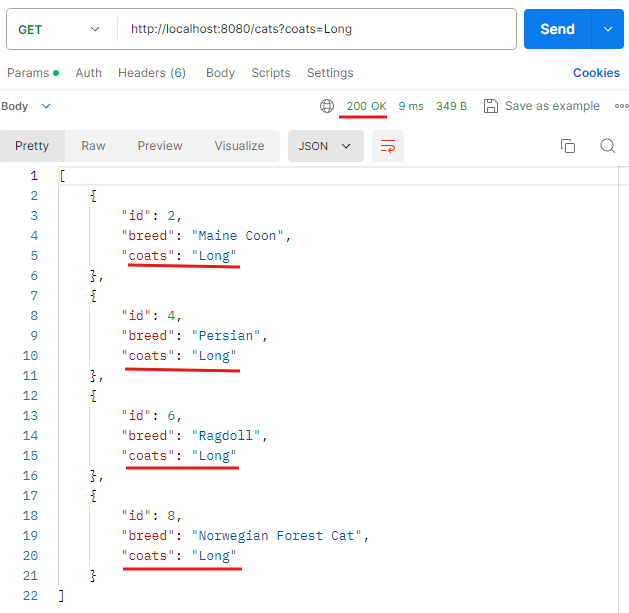 GET http://localhost:8080/cats?coats=Long Send
Params Auth Headers (6) Body Scripts Settings Cookies
Body 200 OK 9 ms 349 B Save as example
Pretty Raw Preview Visualize JSON
1 [
2 {
3 "id": 2,
4 "breed": "Maine Coon",
5 "coats": "Long"
6 },
7 {
8 "id": 4,
9 "breed": "Persian",
10 "coats": "Long"
11 },
12 {
13 "id": 6,
14 "breed": "Ragdoll",
15 "coats": "Long"
16 },
17 {
18 "id": 8,
19 "breed": "Norwegian Forest Cat",
20 "coats": "Long"
21 }
22 ]